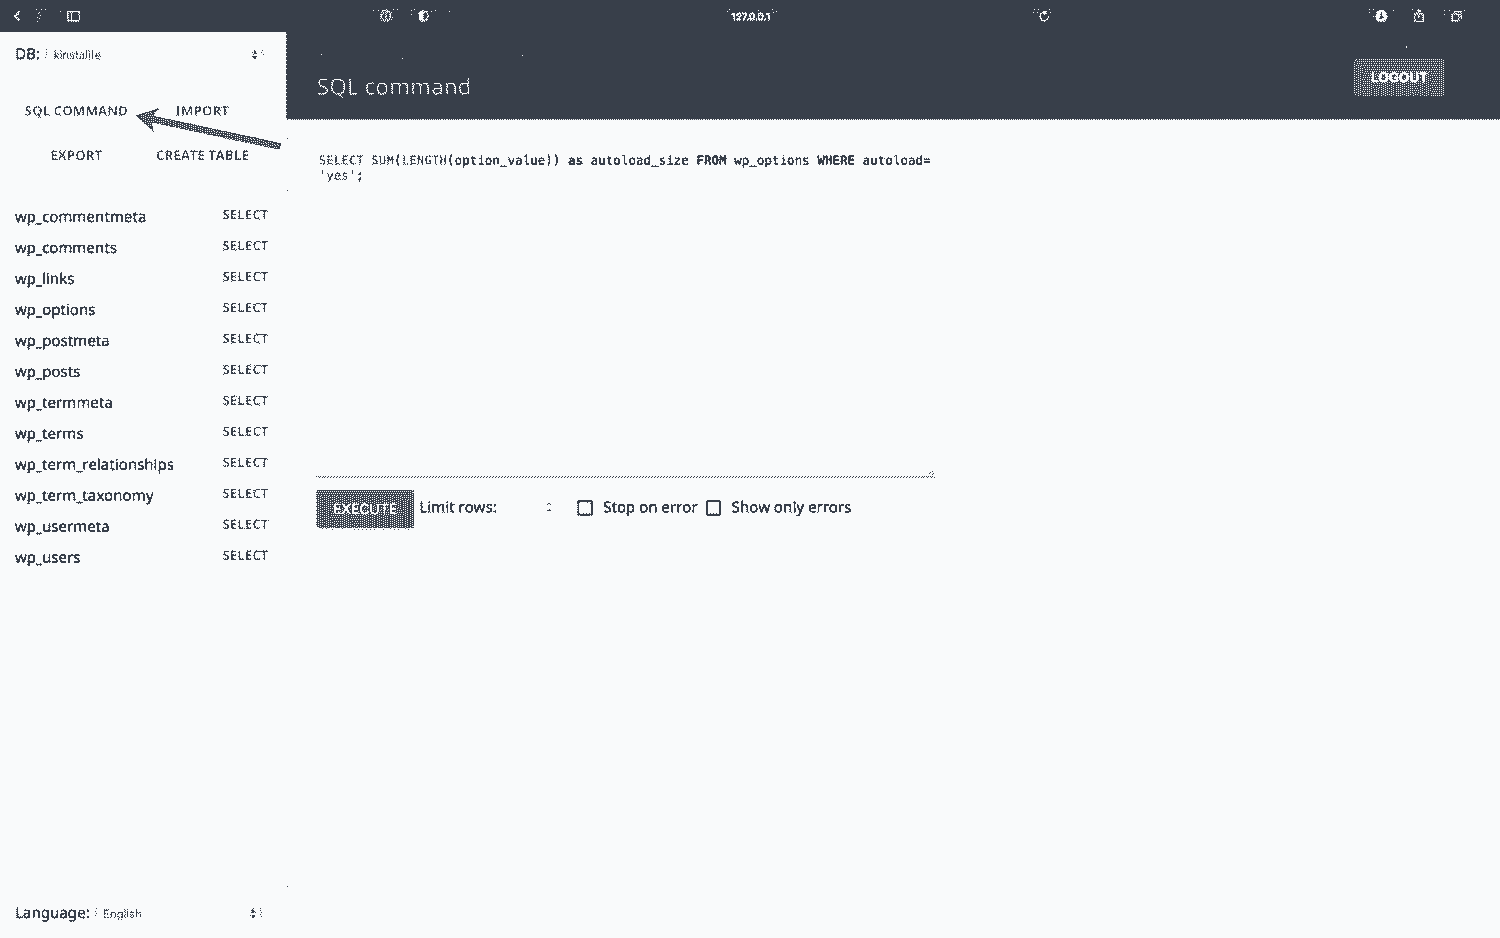 127.0.0.1
DB: kinstalife
SQL command
LOGOUT
SQL COMMAND IMPORT
EXPORT CREATE TABLE
SELECT SUM(LENGTH(option_value)) as autoload_size FROM wp_options WHERE autoload=
'yes';
wp_commentmeta SELECT
wp_comments SELECT
wp_links SELECT
wp_options SELECT
wp_postmeta SELECT
wp_posts SELECT
wp_termmeta SELECT
wp_terms SELECT
wp_term_relationships SELECT
wp_term_taxonomy SELECT
wp_usermeta SELECT
wp_users SELECT
EXECUTE Limit rows: Stop on error Show only errors
Language: English